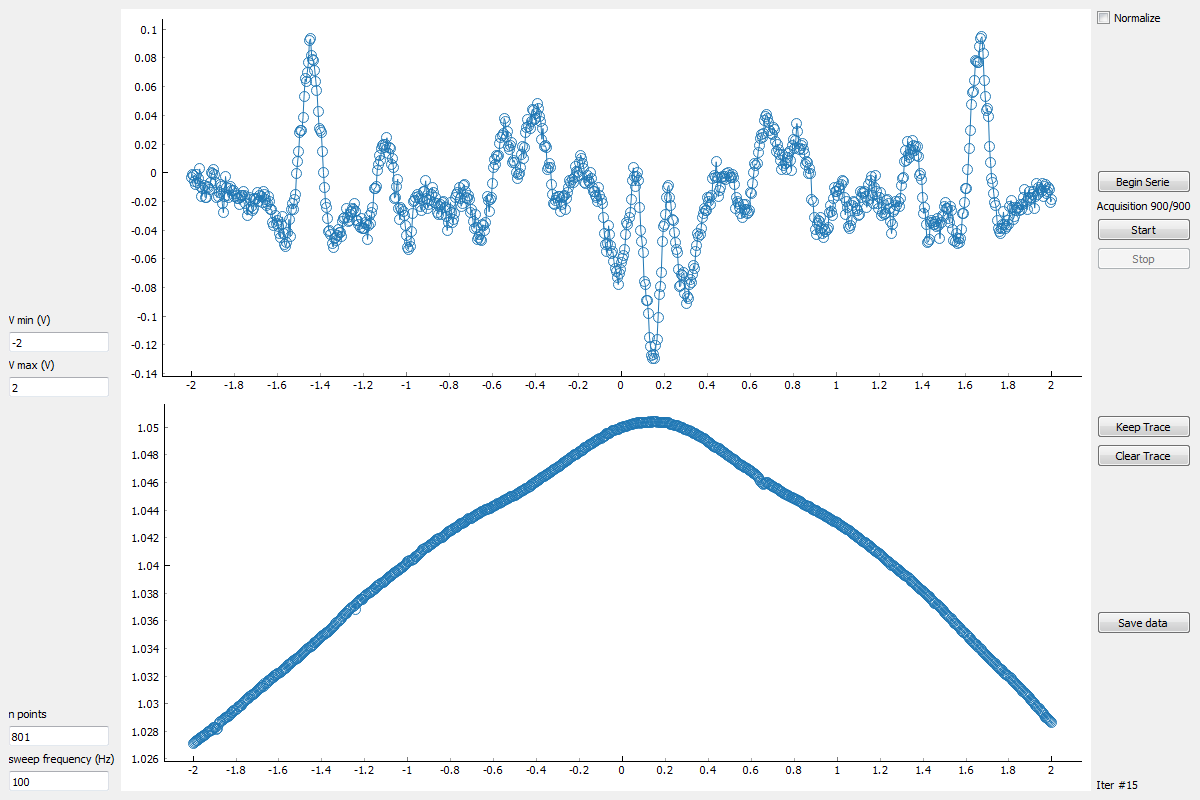 Normalize
0.1
0.08
0.06
0.04
0.02
0
-0.02
-0.04
-0.06
-0.08
-0.1
-0.12
-0.14
-2 -1.8 -1.6 -1.4 -1.2 -1 -0.8 -0.6 -0.4 -0.2 0 0.2 0.4 0.6 0.8 1 1.2 1.4 1.6 1.8 2
Begin Serie
Acquisition 900/900
Start
Stop
V min (V)
-2
V max (V)
2
1.05
1.048
1.046
1.044
1.042
1.04
1.038
1.036
1.034
1.032
1.03
1.028
1.026
-2 -1.8 -1.6 -1.4 -1.2 -1 -0.8 -0.6 -0.4 -0.2 0 0.2 0.4 0.6 0.8 1 1.2 1.4 1.6 1.8 2
Keep Trace
Clear Trace
Save data
n points
801
sweep frequency (Hz)
100
Iter #15